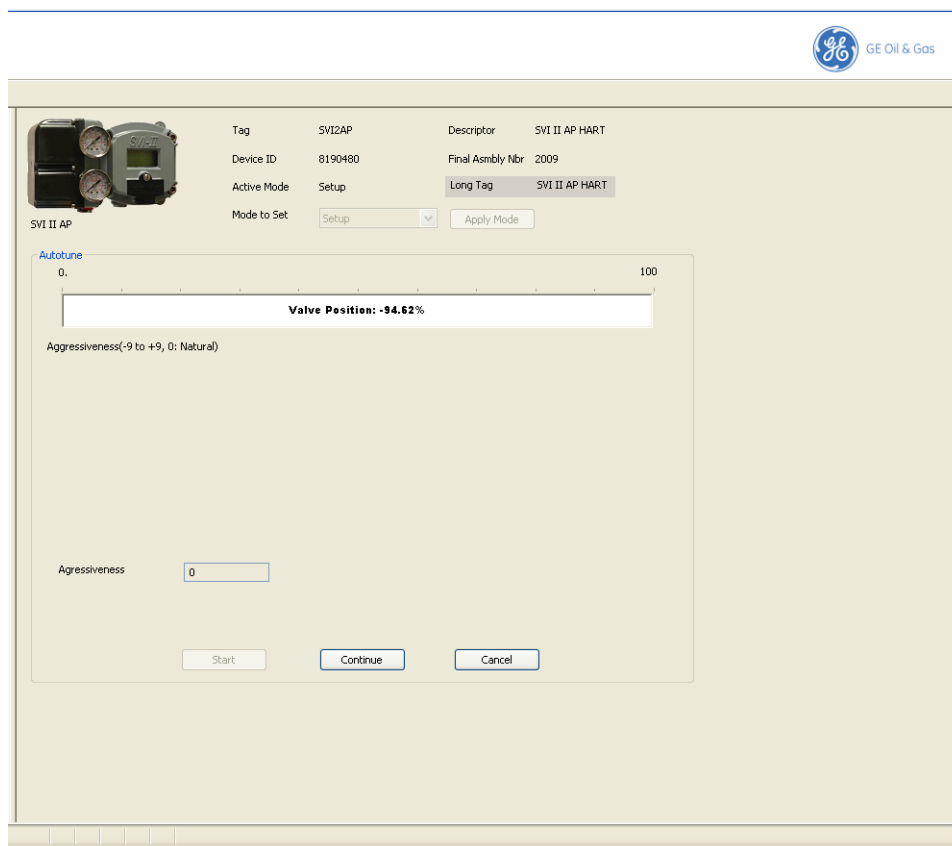 GE Oil & Gas
SVI-II
Tag SVI2AP Descriptor SVI II AP HART
Device ID 8190480 Final Asmbly Nbr 2009
Active Mode Setup Long Tag SVI II AP HART
Mode to Set Setup Apply Mode
SVI II AP
Autotune
0. 100
Valve Position: -94.62%
Aggressiveness(-9 to +9, 0: Natural)
Agressiveness 0
Start Continue Cancel